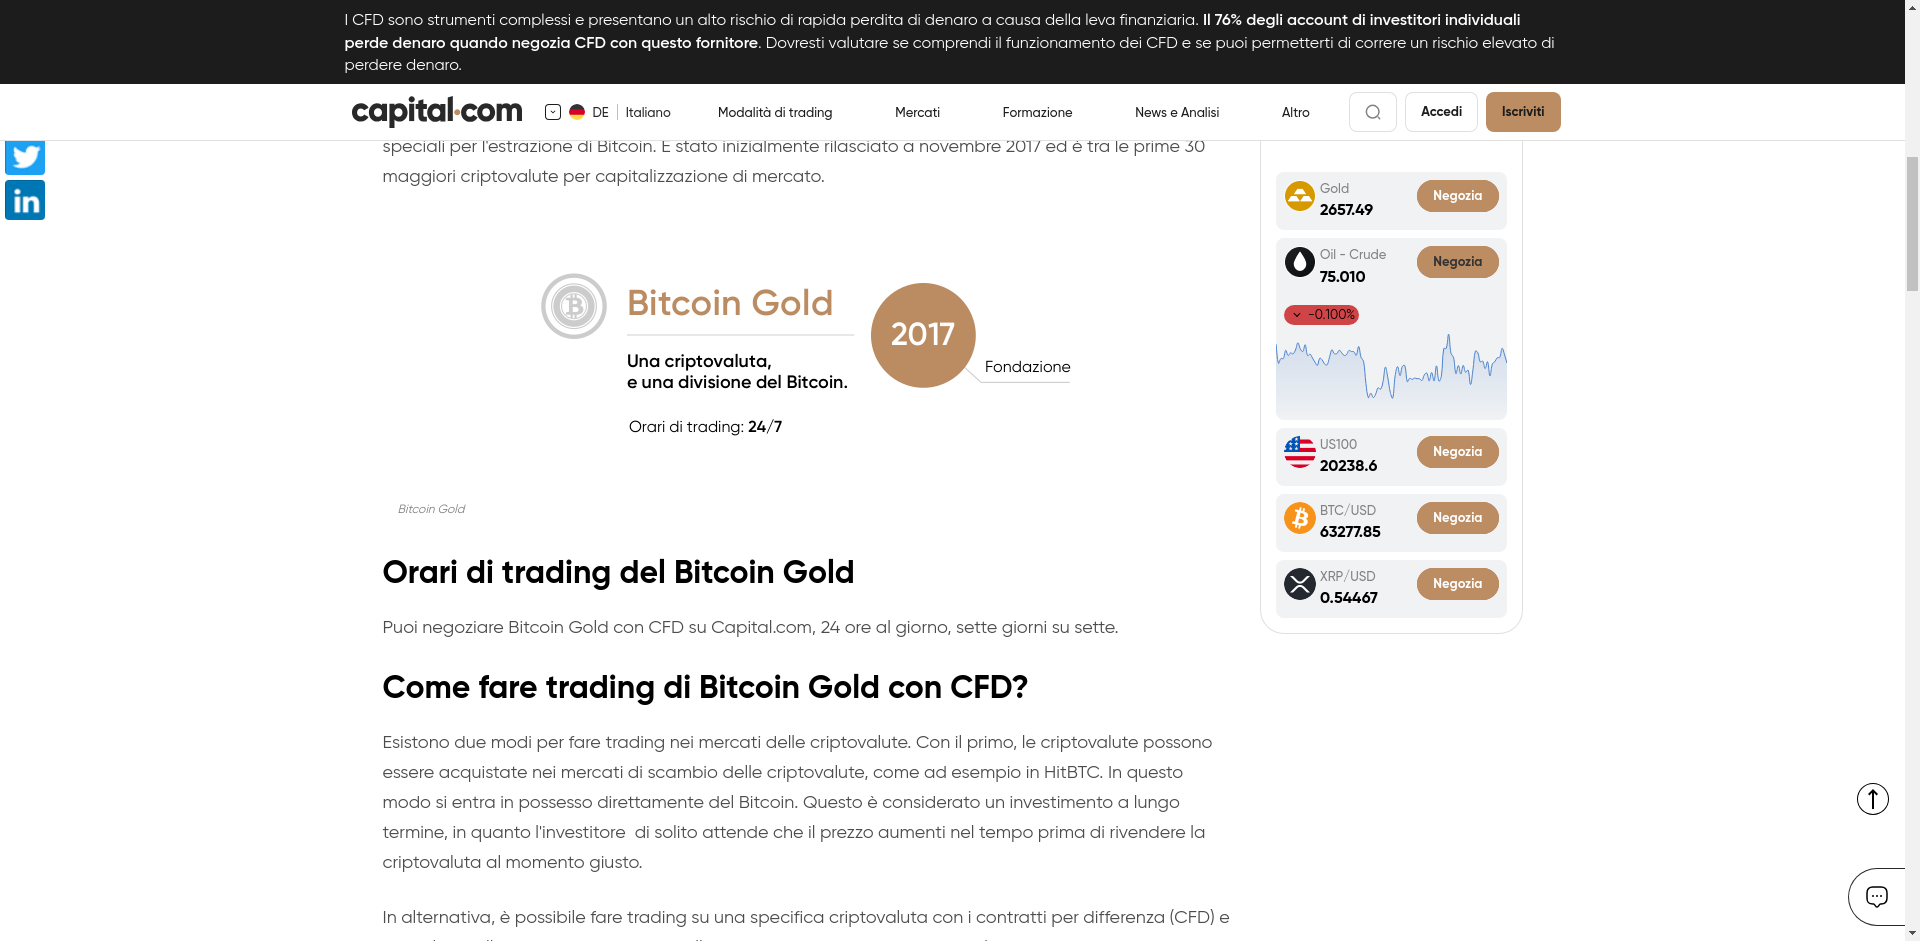 I CFD sono strumenti complessi e presentano un alto rischio di rapida perdita di denaro a causa della leva finanziaria. Il 76% degli account di investitori individuali
perde denaro quando negozia CFD con questo fornitore. Dovresti valutare se comprendi il funzionamento dei CFD e se puoi permetterti di correre un rischio elevato di
perdere denaro.
capital.com DE Italiano Modalità di trading Mercati Formazione News e Analisi Altro Accedi Iscriviti
speciali per l'estrazione di Bitcoin. È stato inizialmente rilasciato a novembre 2017 ed è tra le prime 30
maggiori criptovalute per capitalizzazione di mercato.
Bitcoin Gold
Una criptovaluta,
e una divisione del Bitcoin.
Orari di trading: 24/7
2017
Fondazione
Bitcoin Gold
Orari di trading del Bitcoin Gold
Puoi negoziare Bitcoin Gold con CFD su Capital.com, 24 ore al giorno, sette giorni su sette.
Come fare trading di Bitcoin Gold con CFD?
Esistono due modi per fare trading nei mercati delle criptovalute. Con il primo, le criptovalute possono
essere acquistate nei mercati di scambio delle criptovalute, come ad esempio in HitBTC. In questo
modo si entra in possesso direttamente del Bitcoin. Questo è considerato un investimento a lungo
termine, in quanto l'investitore  di solito attende che il prezzo aumenti nel tempo prima di rivendere la
criptovaluta al momento giusto.
In alternativa, è possibile fare trading su una specifica criptovaluta con i contratti per differenza (CFD) e
Gold
2657.49
Negozia
Oil - Crude
75.010
Negozia
-0.100%
US100
20238.6
Negozia
BTC/USD
63277.85
Negozia
XRP/USD
0.54467
Negozia